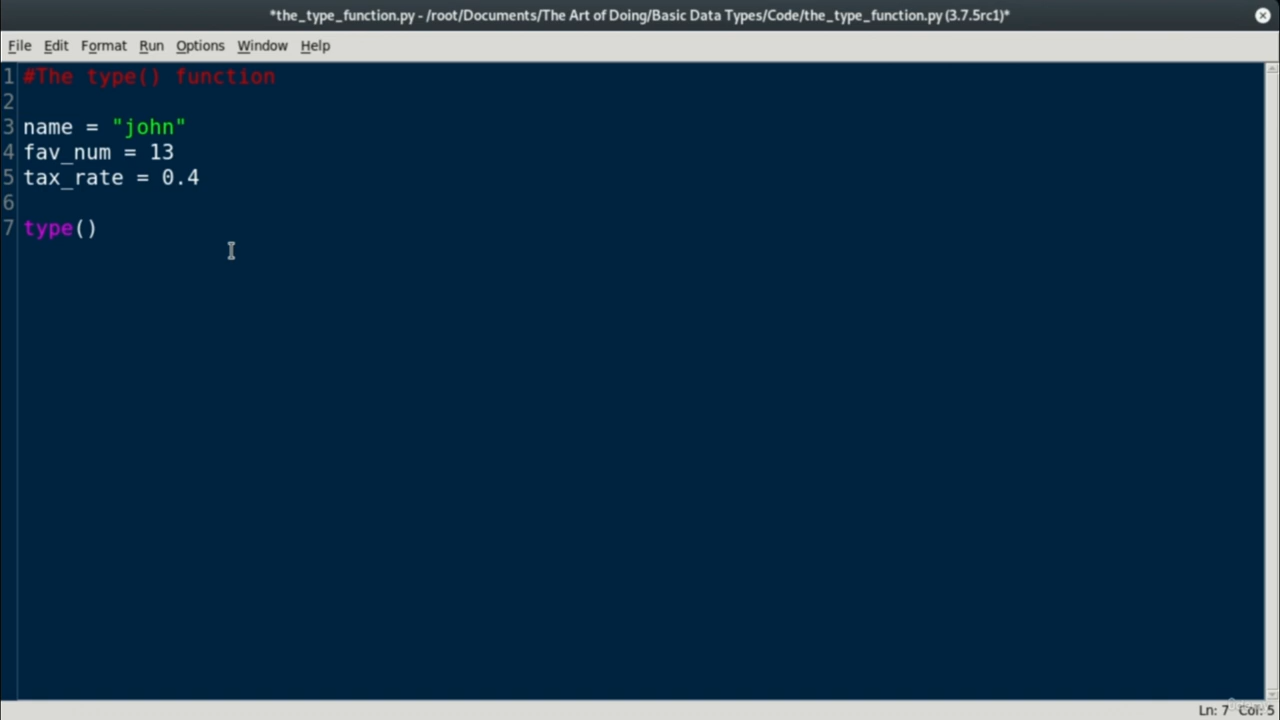 *the_type_function.py - /root/Documents/The Art of Doing/Basic Data Types/Code/the_type_function.py (3.7.5rc1)*
File Edit Format Run Options Window Help
1 #The type() function
2
3 name = "john"
4 fav_num = 13
5 tax_rate = 0.4
6
7 type()
Ln: 7 Col: 5